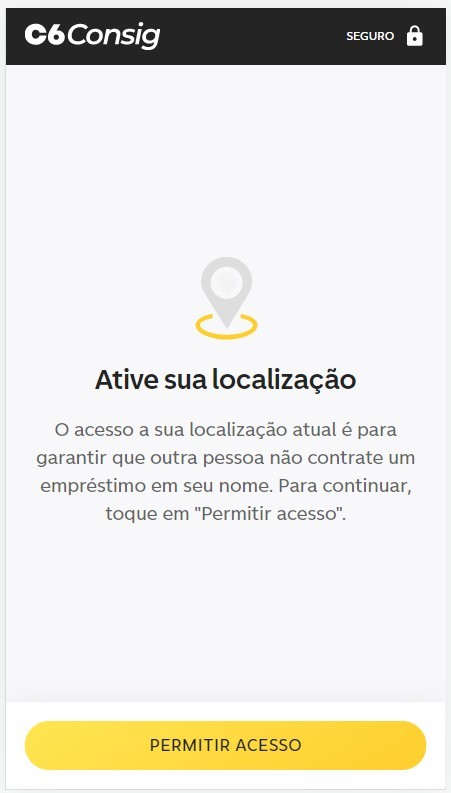 C6Consig
SEGURO
Ative sua localização
O acesso a sua localização atual é para
garantir que outra pessoa não contrate um
empréstimo em seu nome. Para continuar,
toque em "Permitir acesso".
PERMITIR ACESSO